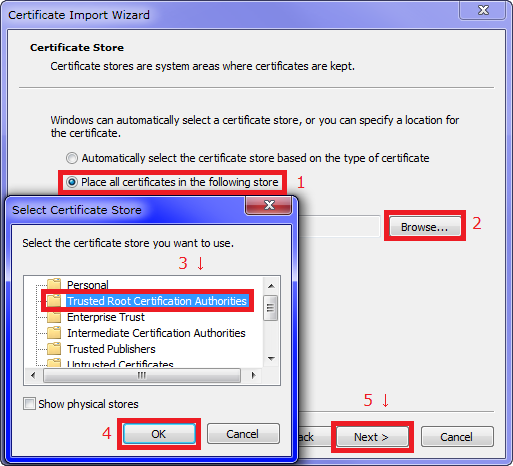 Certificate Import Wizard
Certificate Store
Certificate stores are system areas where certificates are kept.
Windows can automatically select a certificate store, or you can specify a location for
the certificate.
Automatically select the certificate store based on the type of certificate
Place all certificates in the following store
1
Browse...
2
Select Certificate Store
Select the certificate store you want to use.
3 ↓
Personal
Trusted Root Certification Authorities
Enterprise Trust
Intermediate Certification Authorities
Trusted Publishers
Untrusted Certificates
Show physical stores
4
OK
Cancel
5 ↓
Next >
Cancel